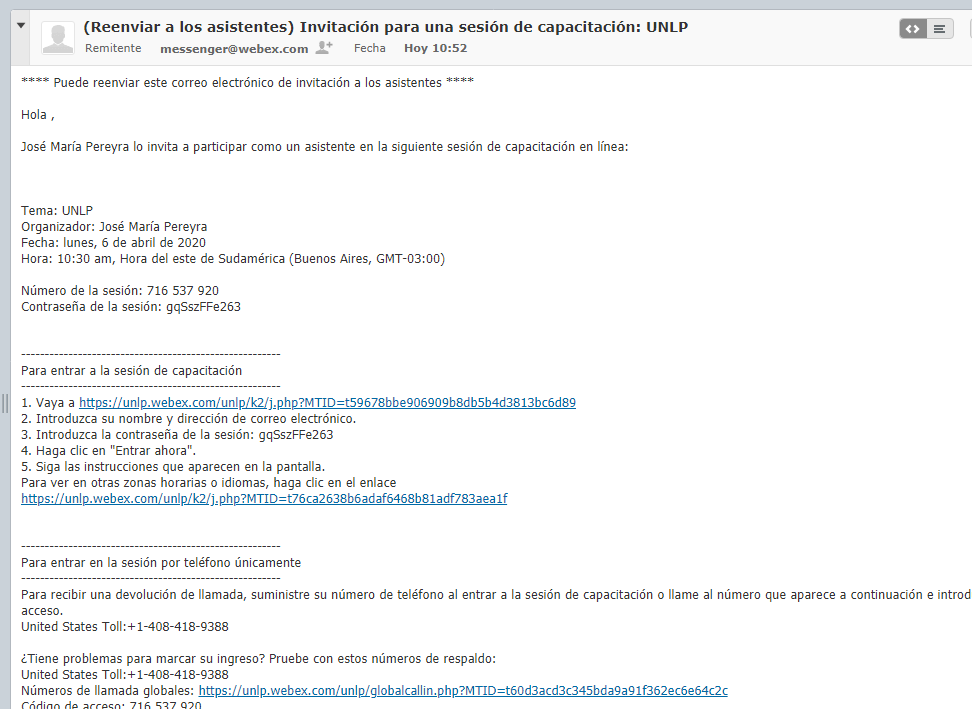 (Reenviar a los asistentes) Invitación para una sesión de capacitación: UNLP
Remitente messenger@webex.com Fecha Hoy 10:52
**** Puede reenviar este correo electrónico de invitación a los asistentes ****
Hola ,
José María Pereyra lo invita a participar como un asistente en la siguiente sesión de capacitación en línea:
Tema: UNLP
Organizador: José María Pereyra
Fecha: lunes, 6 de abril de 2020
Hora: 10:30 am, Hora del este de Sudamérica (Buenos Aires, GMT-03:00)
Número de la sesión: 716 537 920
Contraseña de la sesión: gqSszFFe263
-------------------------------------------------------
Para entrar a la sesión de capacitación
-------------------------------------------------------
1. Vaya a https://unlp.webex.com/unlp/k2/j.php?MTID=t59678bbe906909b8db5b4d3813bc6d89
2. Introduzca su nombre y dirección de correo electrónico.
3. Introduzca la contraseña de la sesión: gqSszFFe263
4. Haga clic en "Entrar ahora".
5. Siga las instrucciones que aparecen en la pantalla.
Para ver en otras zonas horarias o idiomas, haga clic en el enlace
https://unlp.webex.com/unlp/k2/j.php?MTID=t76ca2638b6adaf6468b81adf783aea1f
-------------------------------------------------------
Para entrar en la sesión por teléfono únicamente
-------------------------------------------------------
Para recibir una devolución de llamada, suministre su número de teléfono al entrar a la sesión de capacitación o llame al número que aparece a continuación e introd
acceso.
United States Toll:+1-408-418-9388
¿Tiene problemas para marcar su ingreso? Pruebe con estos números de respaldo:
United States Toll:+1-408-418-9388
Números de llamada globales: https://unlp.webex.com/unlp/globalcallin.php?MTID=t60d3acd3c345bda9a91f362ec6e64c2c
Código de acceso: 716 537 920